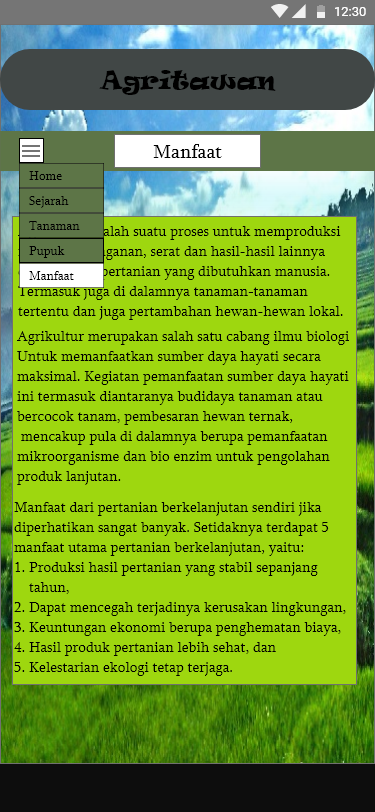 12:30
Agritawan
Manfaat
Home
Sejarah
Tanaman
Pupuk
Manfaat
alah suatu proses untuk memproduksi
anganan, serat dan hasil-hasil lainnya
pertanian yang dibutuhkan manusia.
Termasuk juga di dalamnya tanaman-tanaman
tertentu dan juga pertambahan hewan-hewan lokal.
Agrikultur merupakan salah satu cabang ilmu biologi
Untuk memanfaatkan sumber daya hayati secara
maksimal. Kegiatan pemanfaatan sumber daya hayati
ini termasuk diantaranya budidaya tanaman atau
bercocok tanam, pembesaran hewan ternak,
mencakup pula di dalamnya berupa pemanfaatan
mikroorganisme dan bio enzim untuk pengolahan
produk lanjutan.
Manfaat dari pertanian berkelanjutan sendiri jika
diperhatikan sangat banyak. Setidaknya terdapat 5
manfaat utama pertanian berkelanjutan, yaitu:
1. Produksi hasil pertanian yang stabil sepanjang
tahun,
2. Dapat mencegah terjadinya kerusakan lingkungan,
3. Keuntungan ekonomi berupa penghematan biaya,
4. Hasil produk pertanian lebih sehat, dan
5. Kelestarian ekologi tetap terjaga.